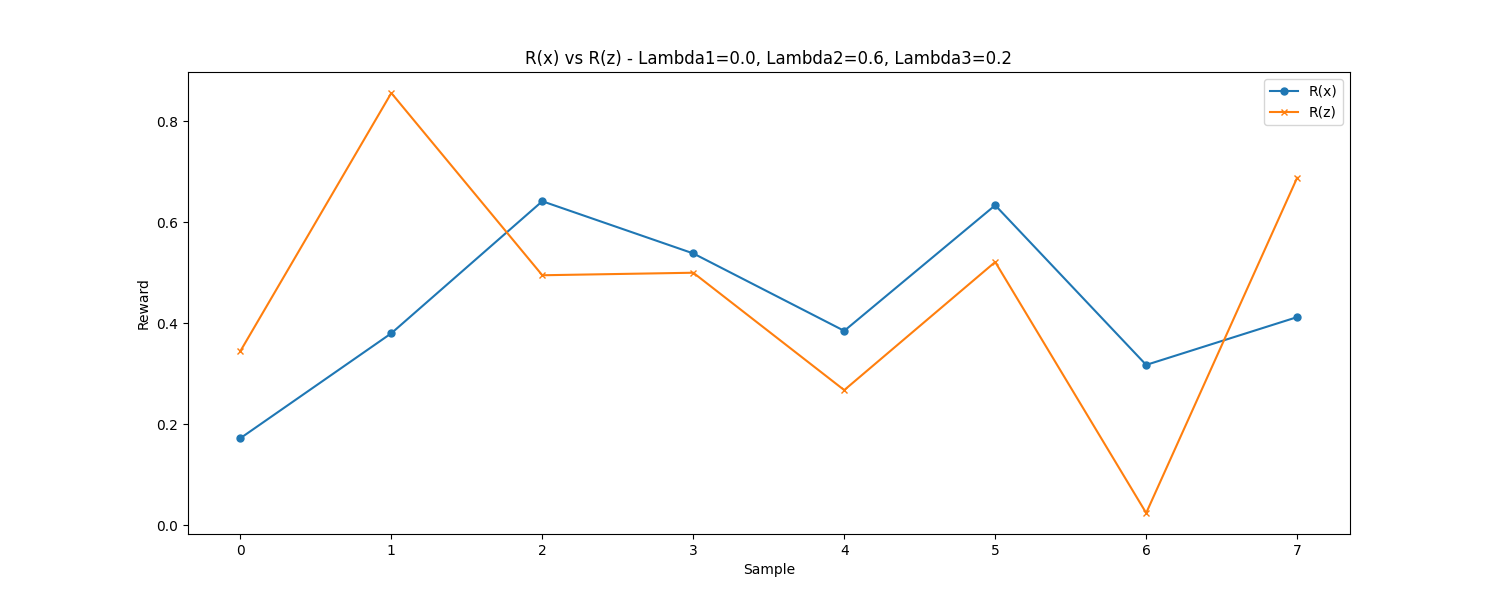 R(x) vs R(z) - Lambda1=0.0, Lambda2=0.6, Lambda3=0.2
R(x)
R(z)
Reward
0.8
0.6
0.4
0.2
0.0
0 1 2 3 4 5 6 7
Sample